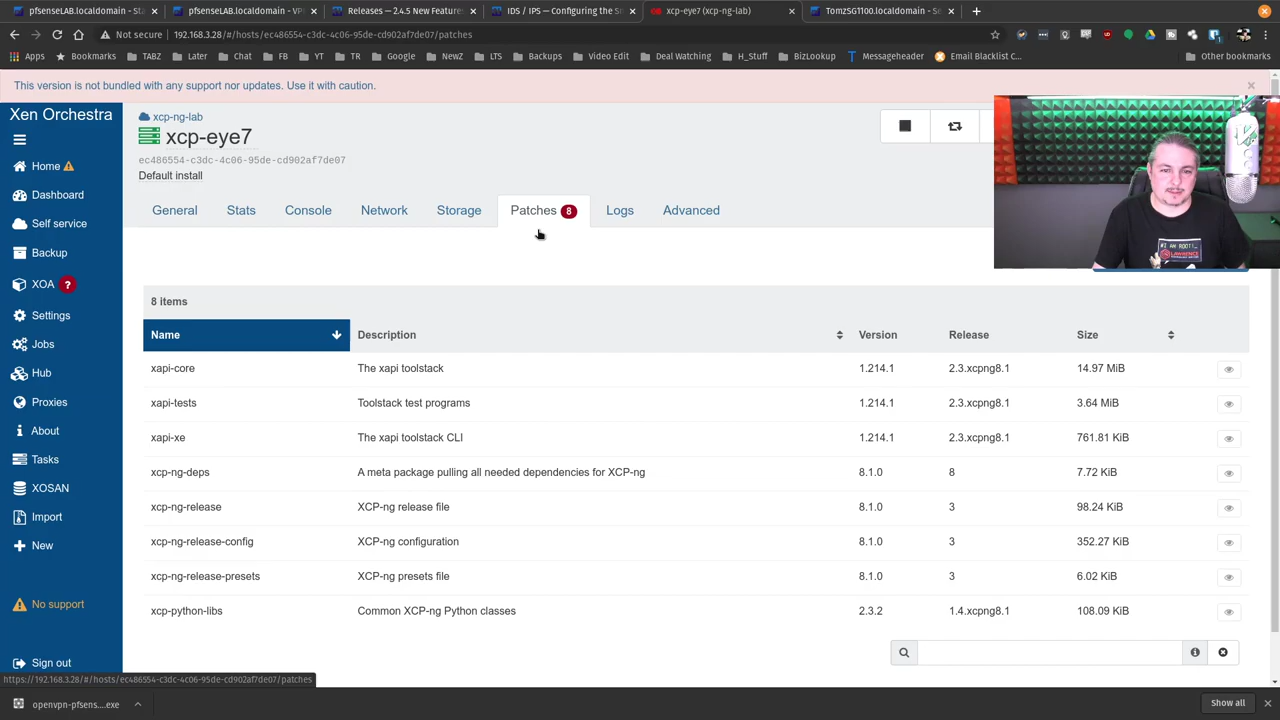 pfsenseLAB.localdomain - Sta
pfsenseLAB.localdomain - VP
Releases — 2.4.5 New Feature
IDS / IPS — Configuring the S
xcp-eye7 (xcp-ng-lab)
TomzSG1100.localdomain - Se
Not secure
192.168.3.28/#/hosts/ec486554-c3dc-4c06-95de-cd902af7de07/patches
Apps
Bookmarks
TABZ
Later
Chat
FB
YT
TR
Google
NewZ
LTS
Backups
Video Edit
Deal Watching
H_Stuff
BizLookup
Messageheader
Email Blacklist C...
Other bookmarks
This version is not bundled with any support nor updates. Use it with caution.
Xen Orchestra
Home
Dashboard
Self service
Backup
XOA ?
Settings
Jobs
Hub
Proxies
About
Tasks
XOSAN
Import
New
No support
Sign out
xcp-ng-lab
xcp-eye7
ec486554-c3dc-4c06-95de-cd902af7de07
Default install
General
Stats
Console
Network
Storage
Patches 8
Logs
Advanced
8 items
Name Description Version Release Size
xapi-core The xapi toolstack 1.214.1 2.3.xcpng8.1 14.97 MiB
xapi-tests Toolstack test programs 1.214.1 2.3.xcpng8.1 3.64 MiB
xapi-xe The xapi toolstack CLI 1.214.1 2.3.xcpng8.1 761.81 KiB
xcp-ng-deps A meta package pulling all needed dependencies for XCP-ng 8.1.0 8 7.72 KiB
xcp-ng-release XCP-ng release file 8.1.0 3 98.24 KiB
xcp-ng-release-config XCP-ng configuration 8.1.0 3 352.27 KiB
xcp-ng-release-presets XCP-ng presets file 8.1.0 3 6.02 KiB
xcp-python-libs Common XCP-ng Python classes 2.3.2 1.4.xcpng8.1 108.09 KiB
https://192.168.3.28/#/hosts/ec486554-c3dc-4c06-95de-cd902af7de07/patches
openvpn-pfsens....exe
Show all
I AM ROOT!
LAWRENCE